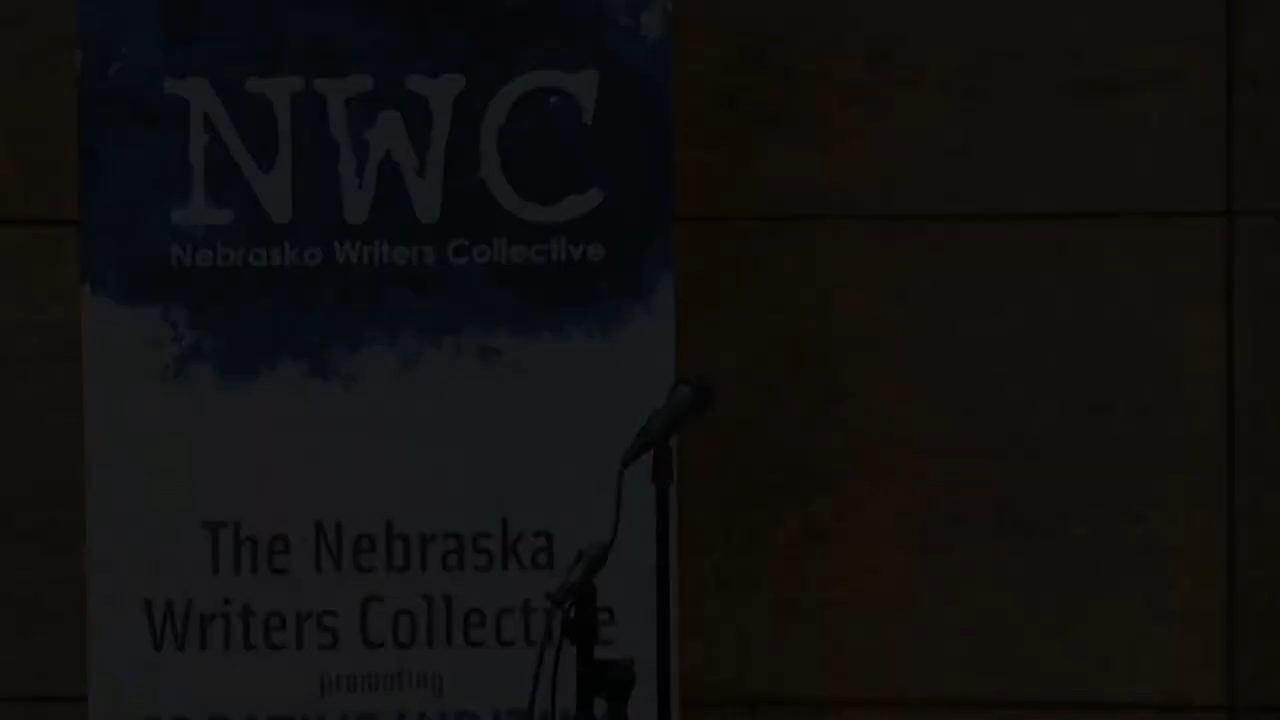 NWC
Nebraska Writers Collective
The Nebraska
Writers Collective
promoting